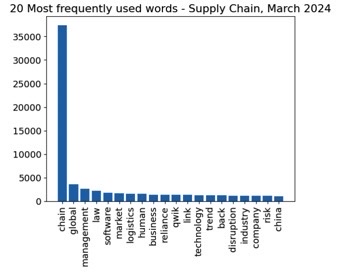 20 Most frequently used words - Supply Chain, March 2024
35000
30000
25000
20000
15000
10000
5000
0
chain
global
management
law
software
market
logistics
human
business
reliance
qwik
link
technology
trend
back
disruption
industry
company
risk
china